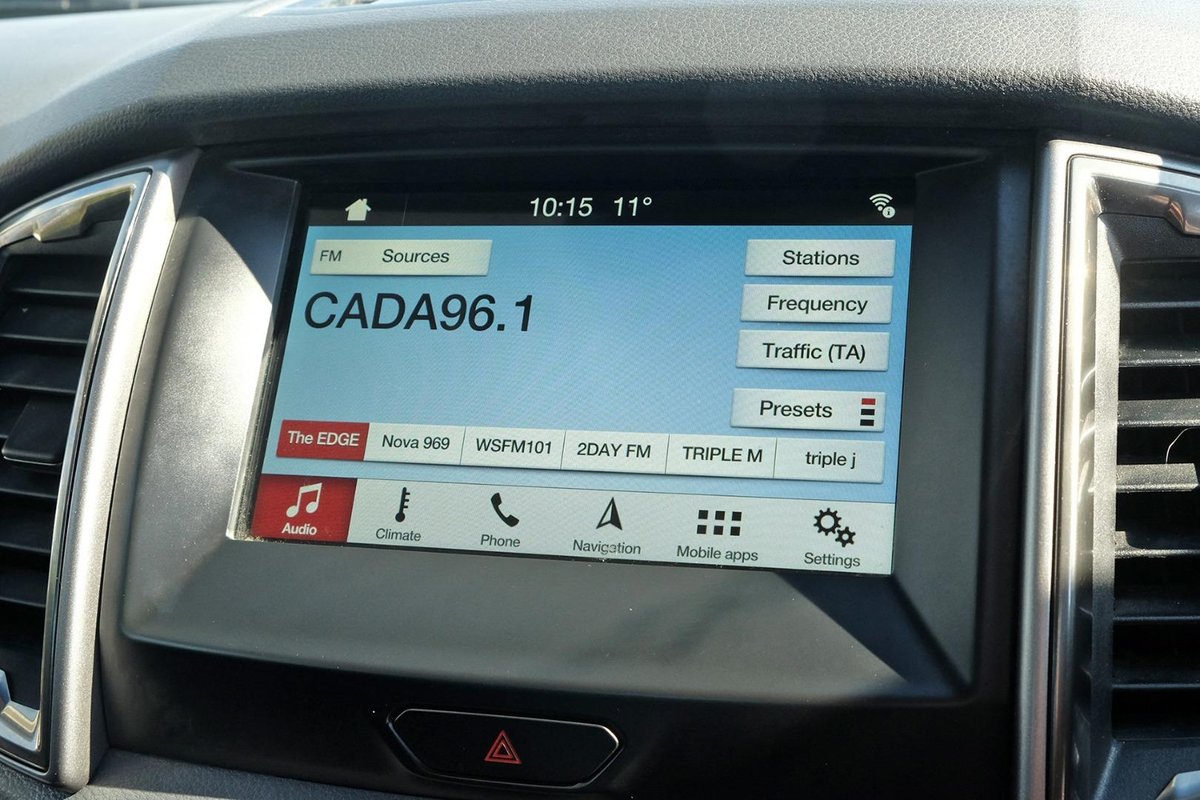 10:15 11°
FM Sources
Stations
CADA96.1
Frequency
Traffic (TA)
Presets
The EDGE Nova 969 WSFM101 2DAY FM TRIPLE M triple j
Audio Climate Phone Navigation Mobile apps Settings